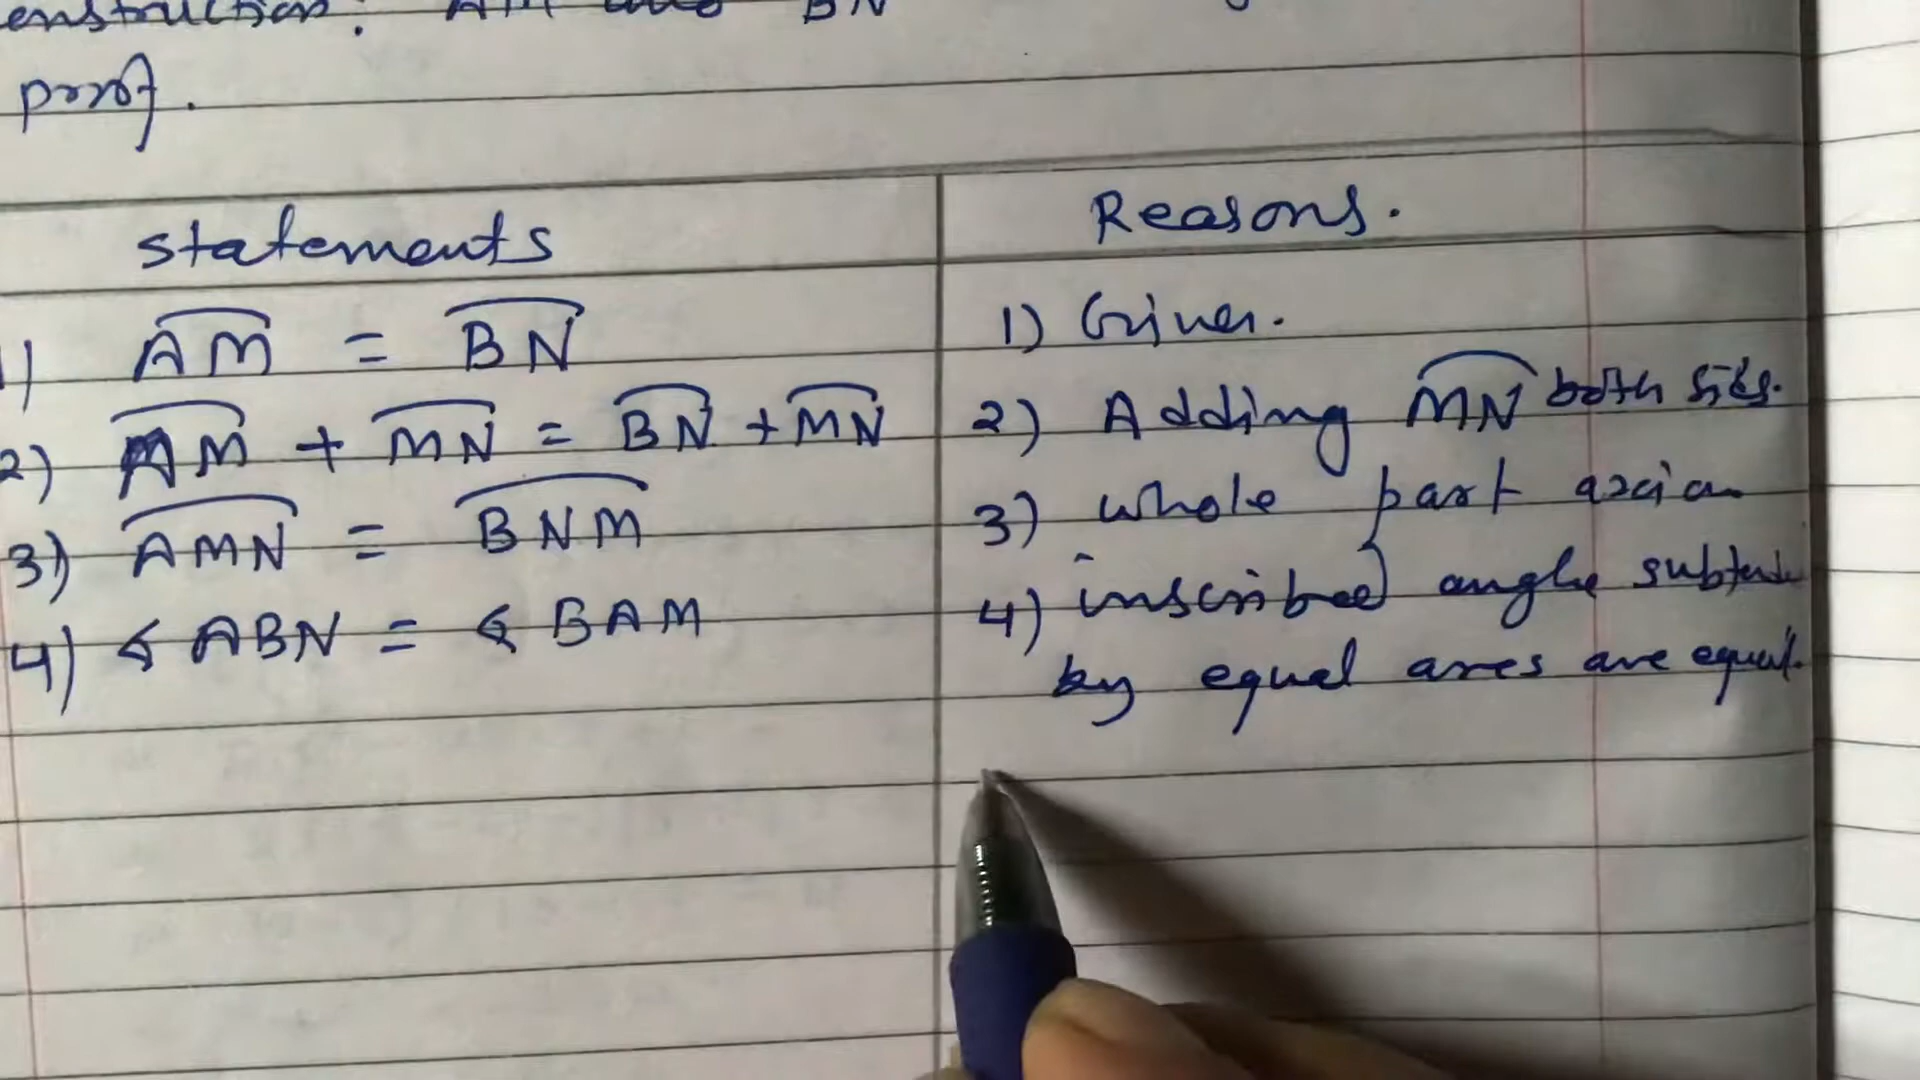 BN
proof.
statements
Reasons.
1) AM = BN
1) Given.
2) AM + MN = BN + MN
2) Adding MN both sides.
3) AMN = BNM
3) whole part axiom
4) ∢ ABN = ∢ BAM
4) inscribed angle
by equal arcs are equal.